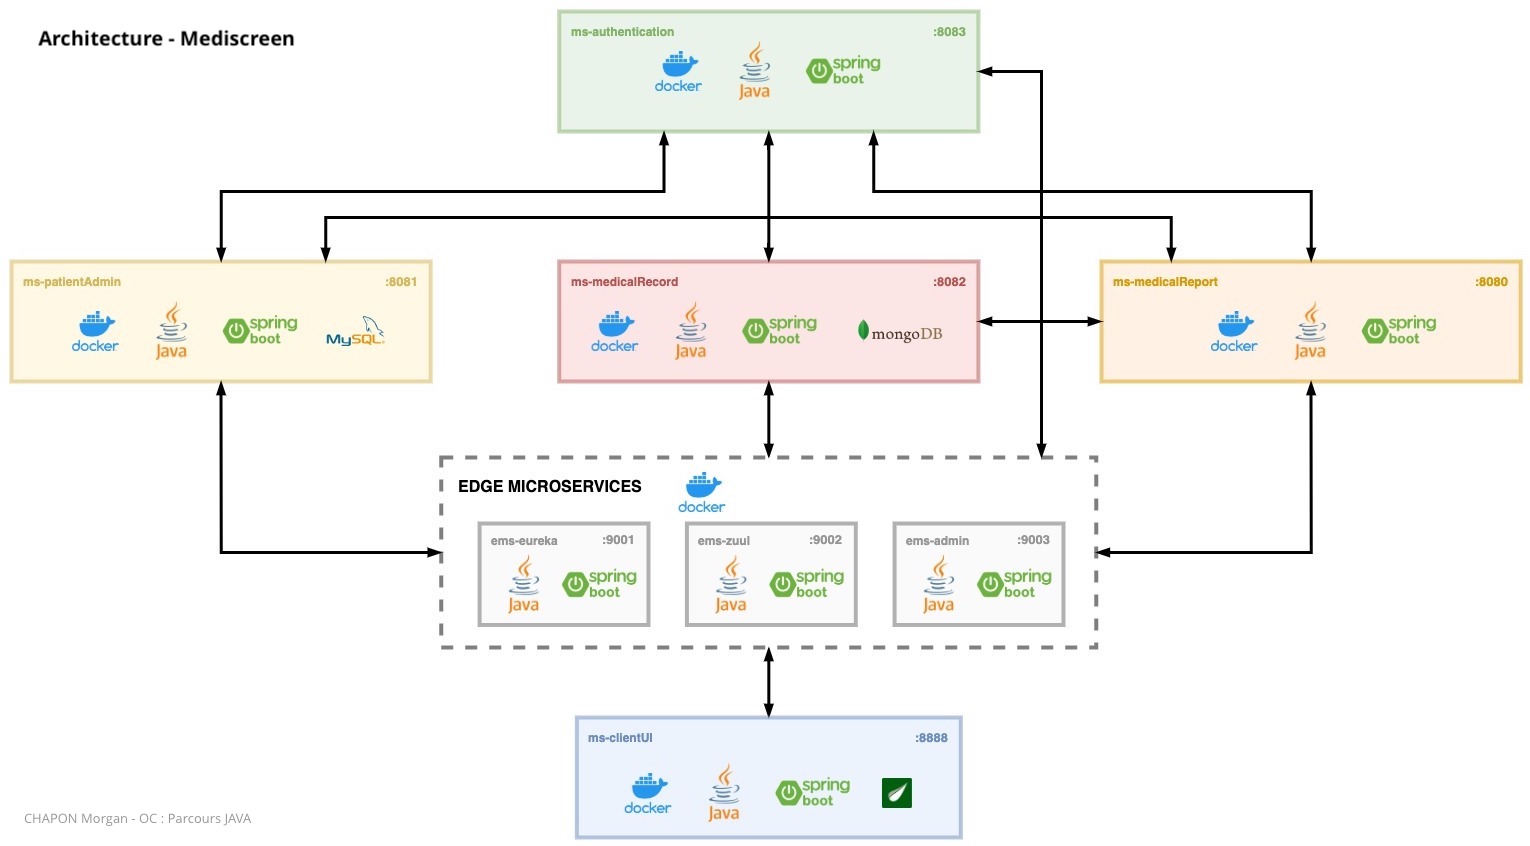 Architecture - Mediscreen
ms-authentication :8083
docker Java spring boot
ms-patientAdmin :8081
docker Java spring boot MySQL
ms-medicalRecord :8082
docker Java spring boot mongoDB
ms-medicalReport :8080
docker Java spring boot
EDGE MICROSERVICES docker
ems-eureka :9001
Java spring boot
ems-zuul :9002
Java spring boot
ems-admin :9003
Java spring boot
ms-clientUI :8888
docker Java spring boot
CHAPON Morgan - OC : Parcours JAVA